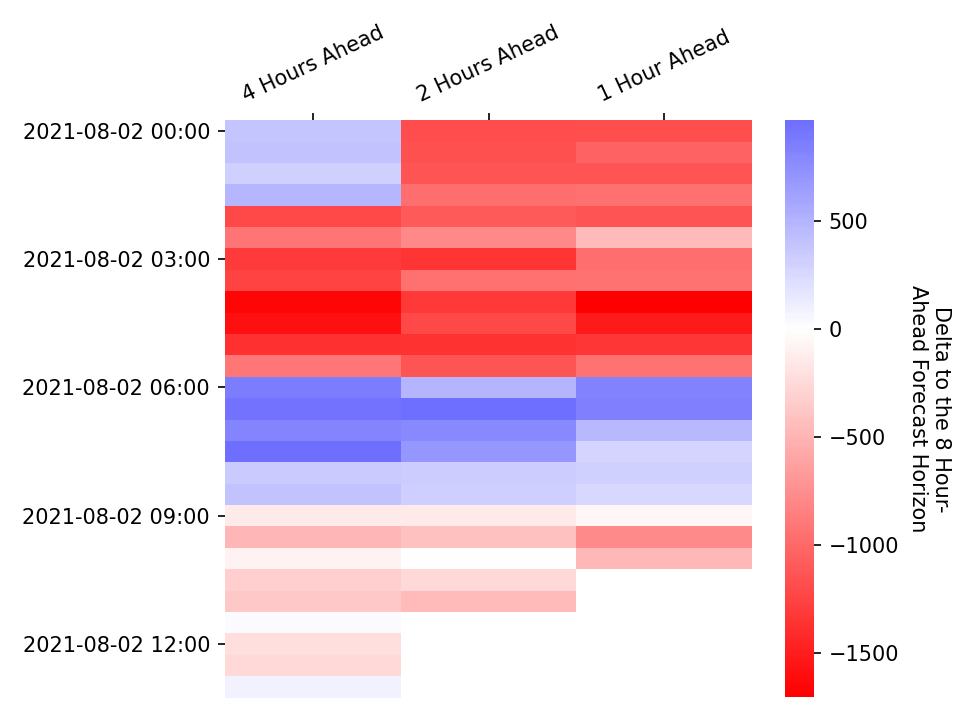 4 Hours Ahead
2 Hours Ahead
1 Hour Ahead
2021-08-02 00:00
2021-08-02 03:00
2021-08-02 06:00
2021-08-02 09:00
2021-08-02 12:00
500
0
−500
−1000
−1500
Delta to the 8 Hour-
Ahead Forecast Horizon